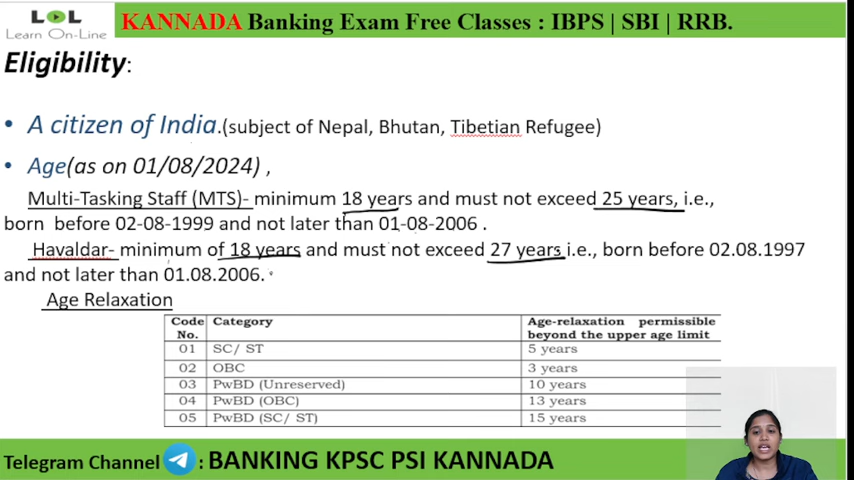 LOL
Learn On-Line
KANNADA Banking Exam Free Classes : IBPS | SBI | RRB.
Eligibility:
• A citizen of India.(subject of Nepal, Bhutan, Tibetian Refugee)
• Age(as on 01/08/2024) ,
Multi-Tasking Staff (MTS)- minimum 18 years and must not exceed 25 years, i.e.,
born before 02-08-1999 and not later than 01-08-2006 .
Havaldar- minimum of 18 years and must not exceed 27 years i.e., born before 02.08.1997
and not later than 01.08.2006.
Age Relaxation
Code No. Category Age-relaxation permissible beyond the upper age limit
01 SC/ ST 5 years
02 OBC 3 years
03 PwBD (Unreserved) 10 years
04 PwBD (OBC) 13 years
05 PwBD (SC/ ST) 15 years
Telegram Channel : BANKING KPSC PSI KANNADA